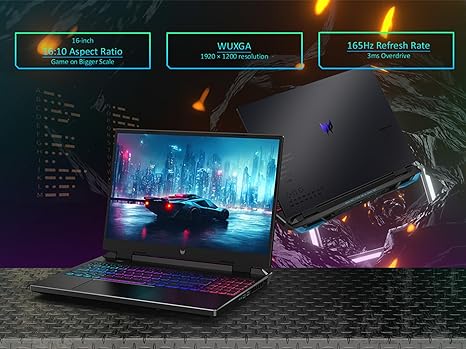 16-inch
16:10 Aspect Ratio
Game on Bigger Scale
WUXGA
1920 × 1200 resolution
165Hz Refresh Rate
3ms Overdrive